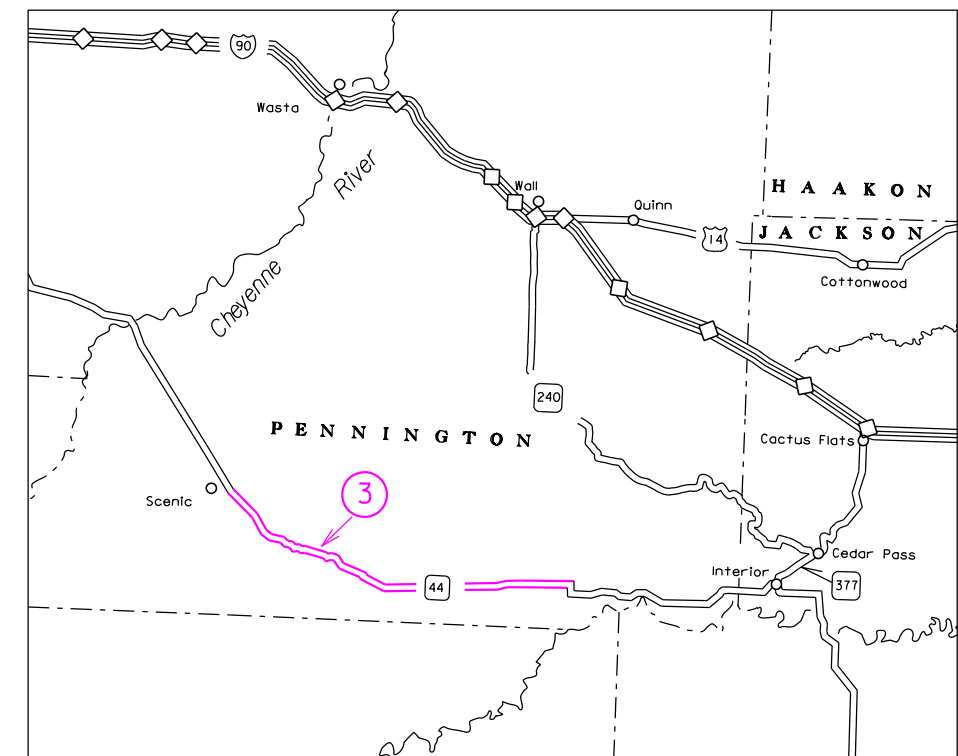 90
Wasta
River
Wall
Quinn
HAAKON
JACKSON
14
Cottonwood
Cheyenne
240
PENNINGTON
Cactus Flats
3
Scenic
Cedar Pass
Interior
377
44